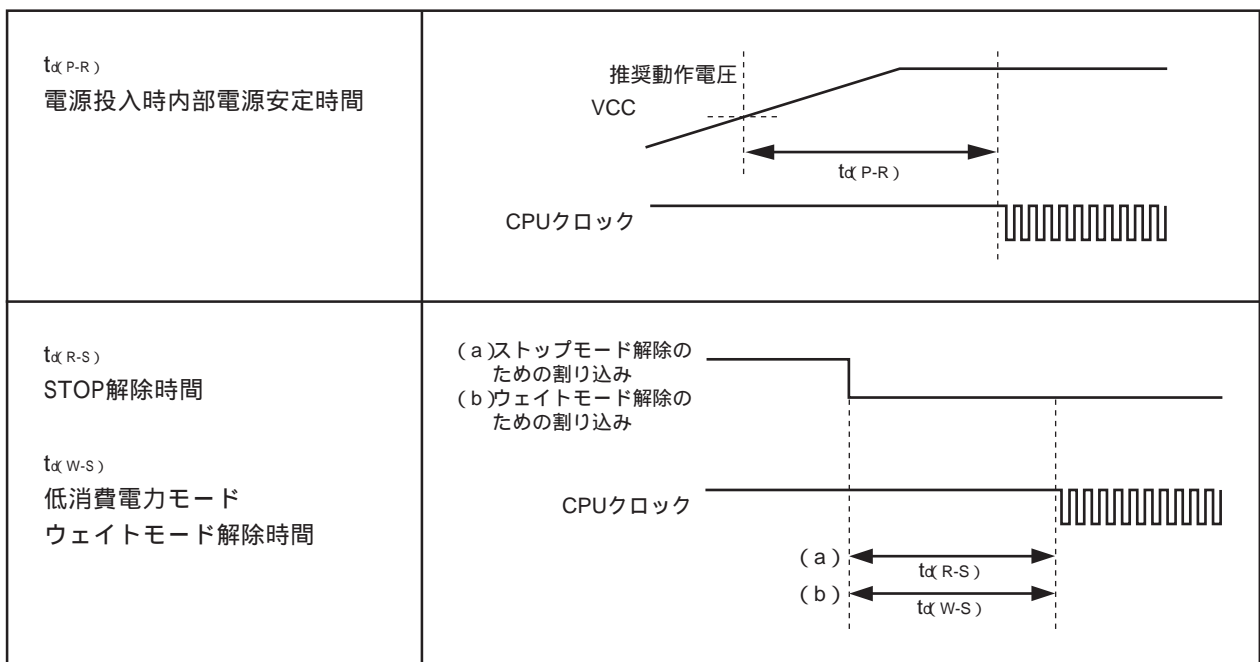 td(P-R)
電源投入時内部電源安定時間
推奨動作電圧
VCC
td(P-R)
CPUクロック
td(R-S)
STOP解除時間
td(W-S)
低消費電力モード
ウェイトモード解除時間
(a)ストップモード解除の
ための割り込み
(b)ウェイトモード解除の
ための割り込み
CPUクロック
(a)
td(R-S)
(b)
td(W-S)